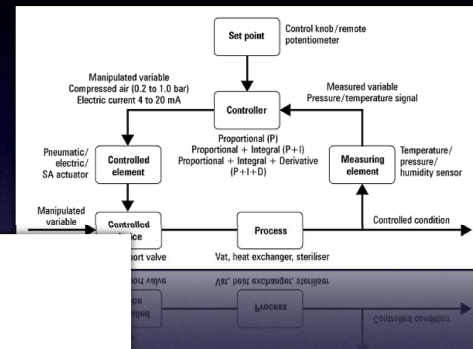 Set point
Control knob/remote
potentiometer
Manipulated variable
Compressed air (0.2 to 1.0 bar)
Electric current 4 to 20 mA
Measured variable
Pressure/temperature signal
Controller
Proportional (P)
Proportional + Integral (P+I)
Proportional + Integral + Derivative
(P+I+D)
Pneumatic/
electric/
SA actuator
Controlled
element
Measuring
element
Temperature/
pressure/
humidity sensor
Manipulated
variable
Controlled
Process
Controlled condition
valve
Vat, heat exchanger, steriliser